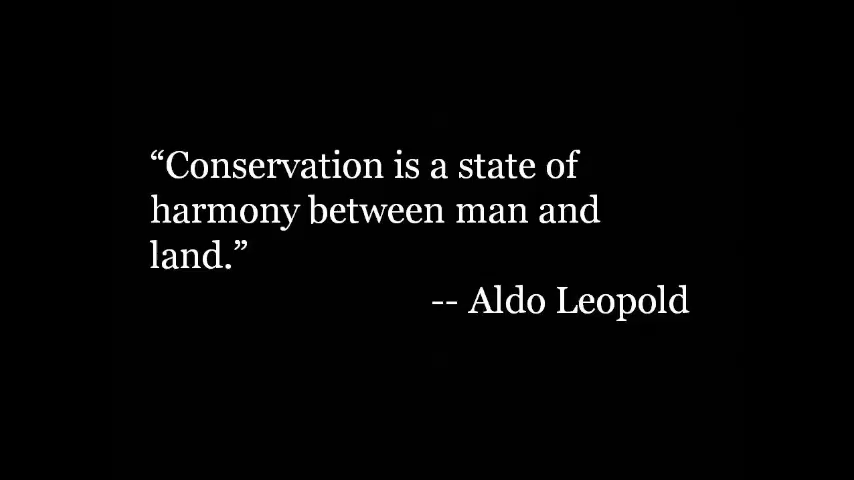 “Conservation is a state of
harmony between man and
land.”
-- Aldo Leopold